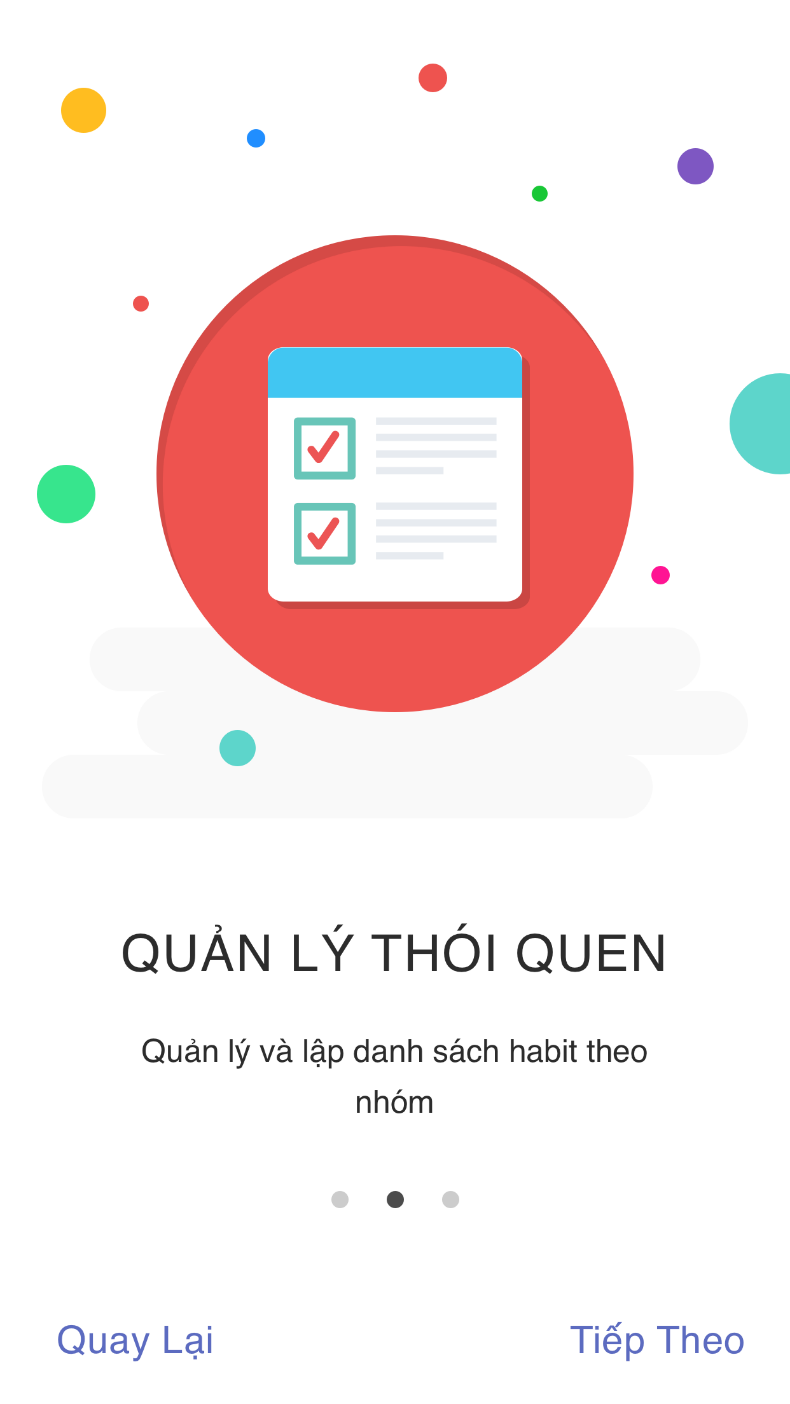 QUẢN LÝ THÓI QUEN
Quản lý và lập danh sách habit theo
nhóm
Quay Lại
Tiếp Theo